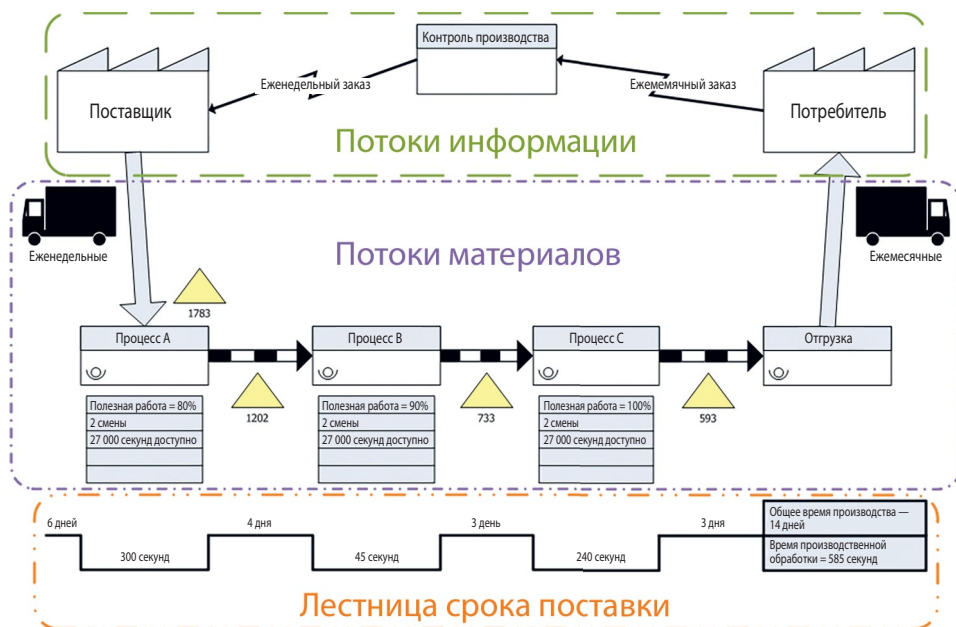 Контроль производства
Еженедельный заказ
Ежемемячный заказ
Поставщик
Потребитель
Потоки информации
Еженедельные
Потоки материалов
Ежемесячные
1783
Процесс А
Процесс В
Процесс С
Отгрузка
1202
733
593
Полезная работа = 80%
2 смены
27 000 секунд доступно
Полезная работа = 90%
2 смены
27 000 секунд доступно
Полезная работа = 100%
2 смены
27 000 секунд доступно
6 дней
4 дня
3 день
3 дня
300 секунд
45 секунд
240 секунд
Общее время производства —
14 дней
Время производственной
обработки = 585 секунд
Лестница срока поставки